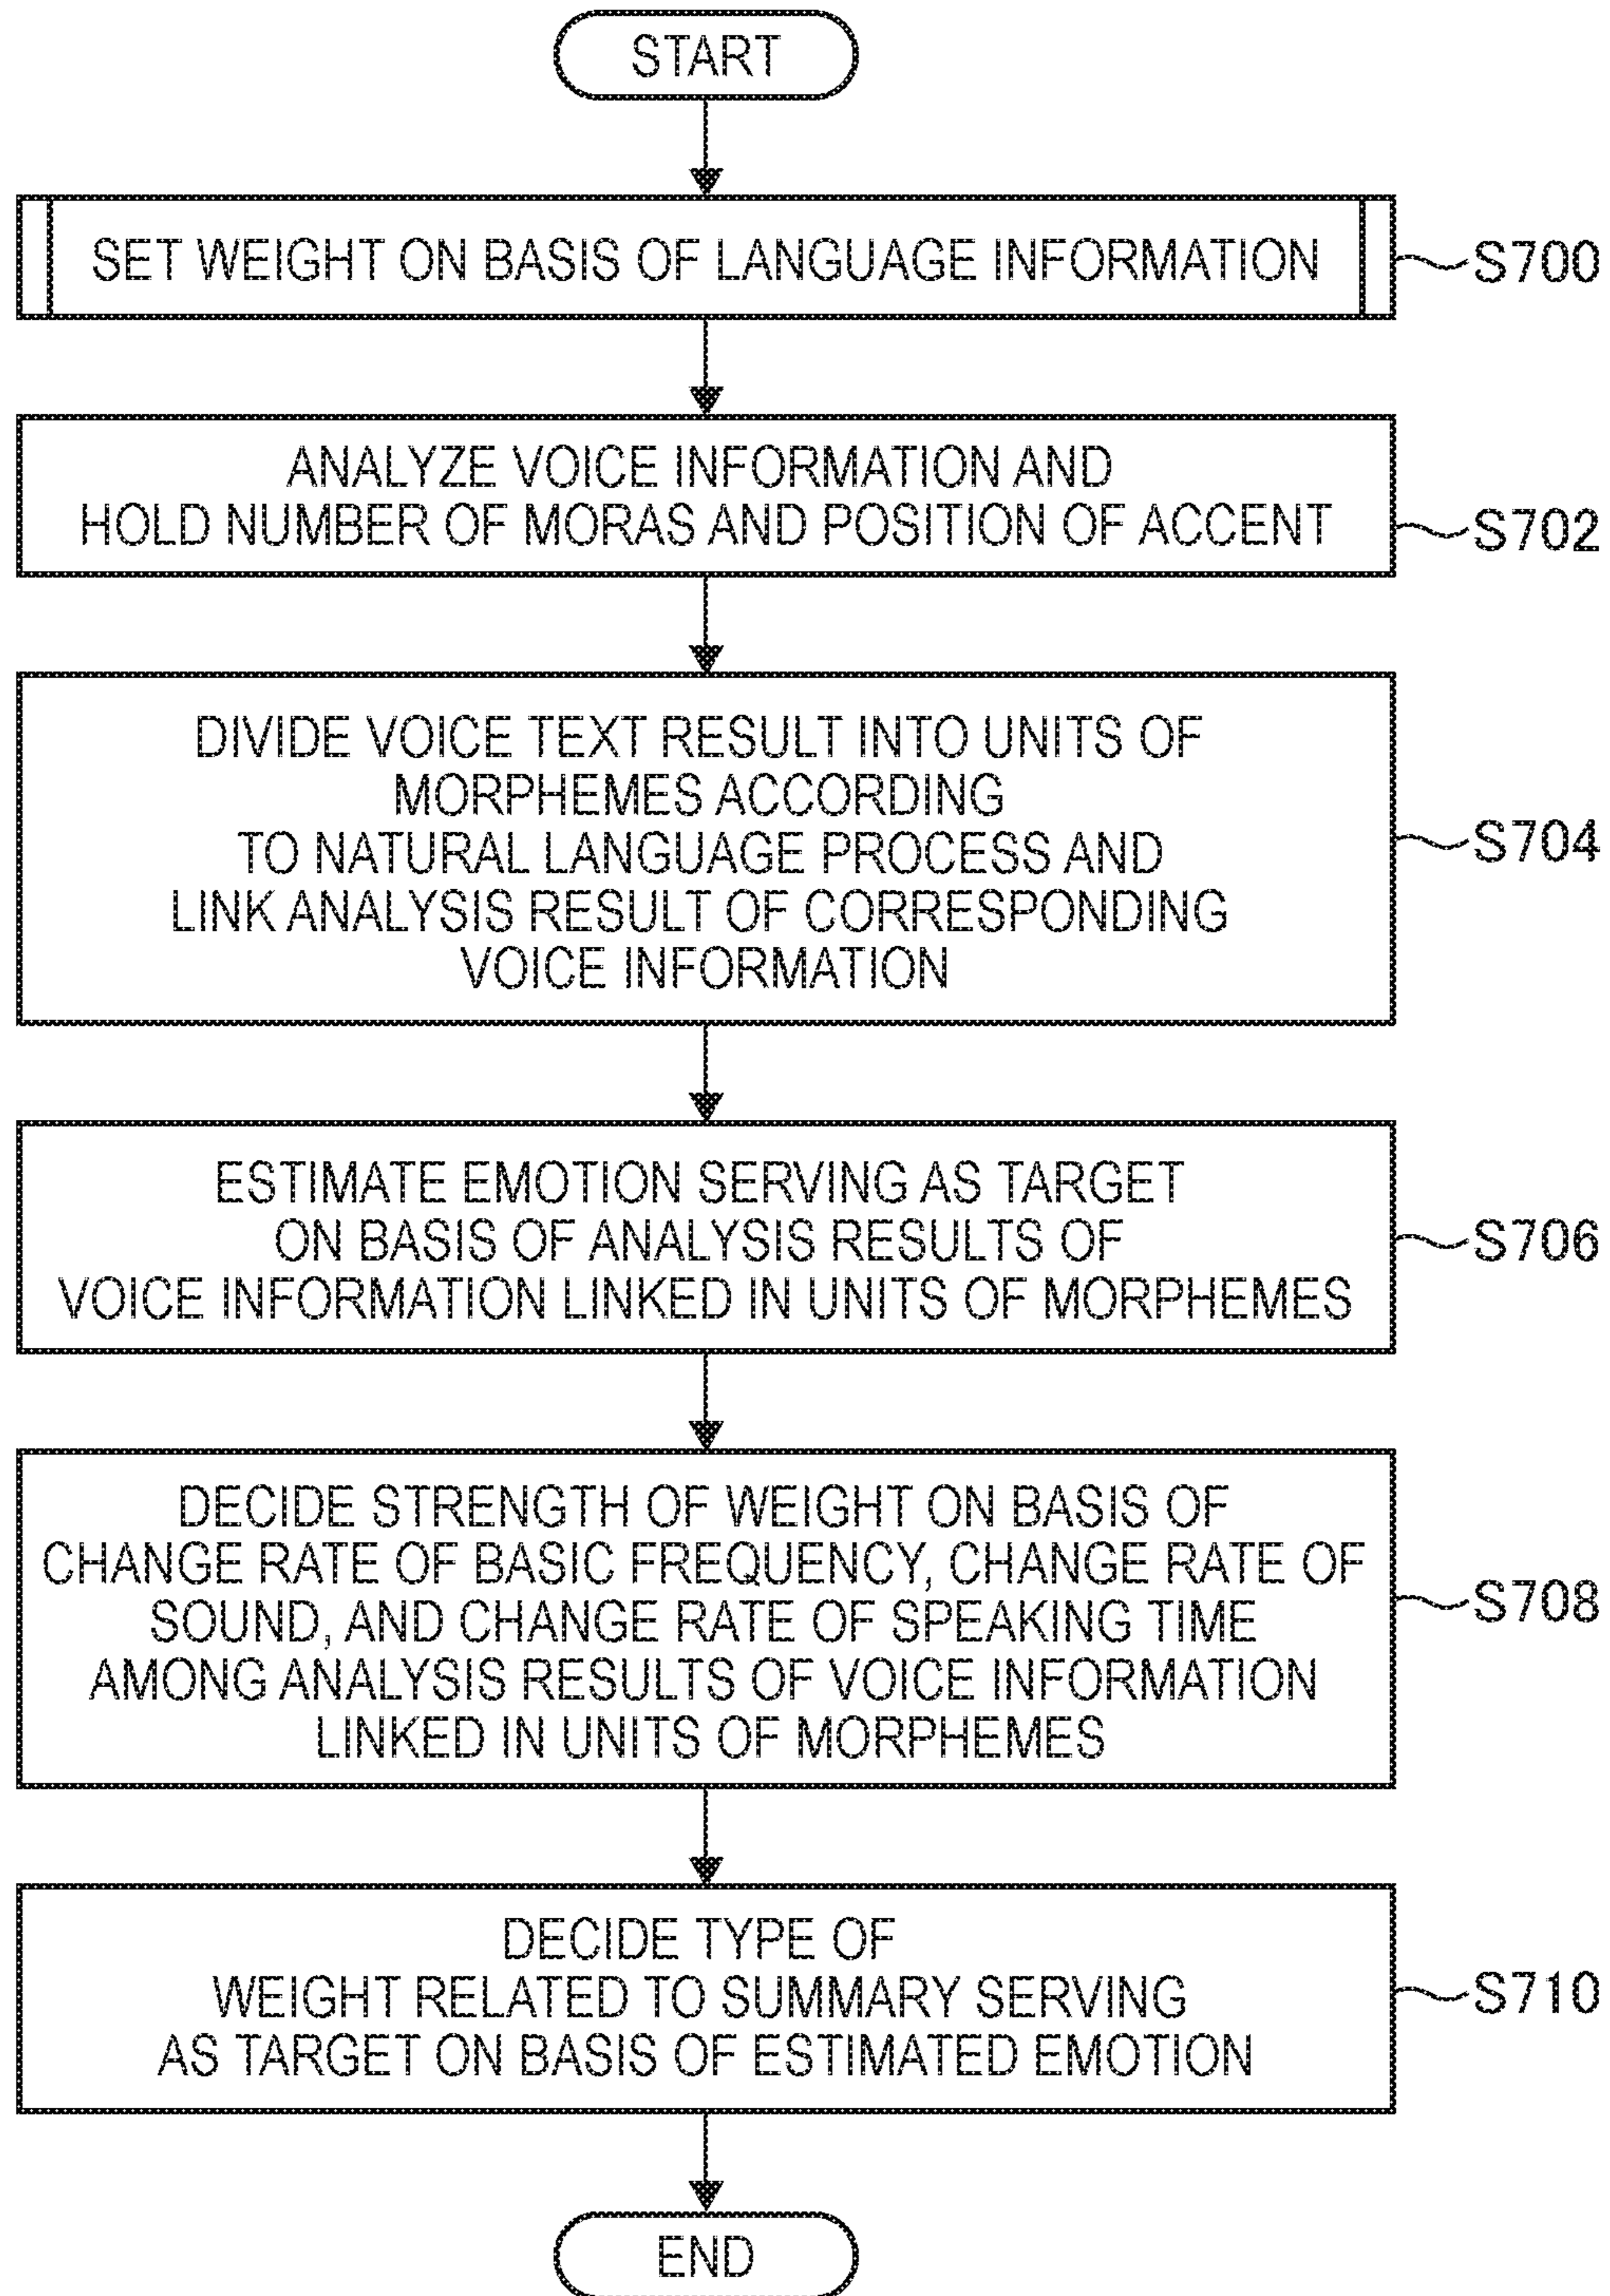 START
SET WEIGHT ON BASIS OF LANGUAGE INFORMATION
S700
ANALYZE VOICE INFORMATION AND
HOLD NUMBER OF MORAS AND POSITION OF ACCENT
S702
DIVIDE VOICE TEXT RESULT INTO UNITS OF
MORPHEMES ACCORDING
TO NATURAL LANGUAGE PROCESS AND
LINK ANALYSIS RESULT OF CORRESPONDING
VOICE INFORMATION
S704
ESTIMATE EMOTION SERVING AS TARGET
ON BASIS OF ANALYSIS RESULTS OF
VOICE INFORMATION LINKED IN UNITS OF MORPHEMES
S706
DECIDE STRENGTH OF WEIGHT ON BASIS OF
CHANGE RATE OF BASIC FREQUENCY, CHANGE RATE OF
SOUND, AND CHANGE RATE OF SPEAKING TIME
AMONG ANALYSIS RESULTS OF VOICE INFORMATION
LINKED IN UNITS OF MORPHEMES
S708
DECIDE TYPE OF
WEIGHT RELATED TO SUMMARY SERVING
AS TARGET ON BASIS OF ESTIMATED EMOTION
S710
END